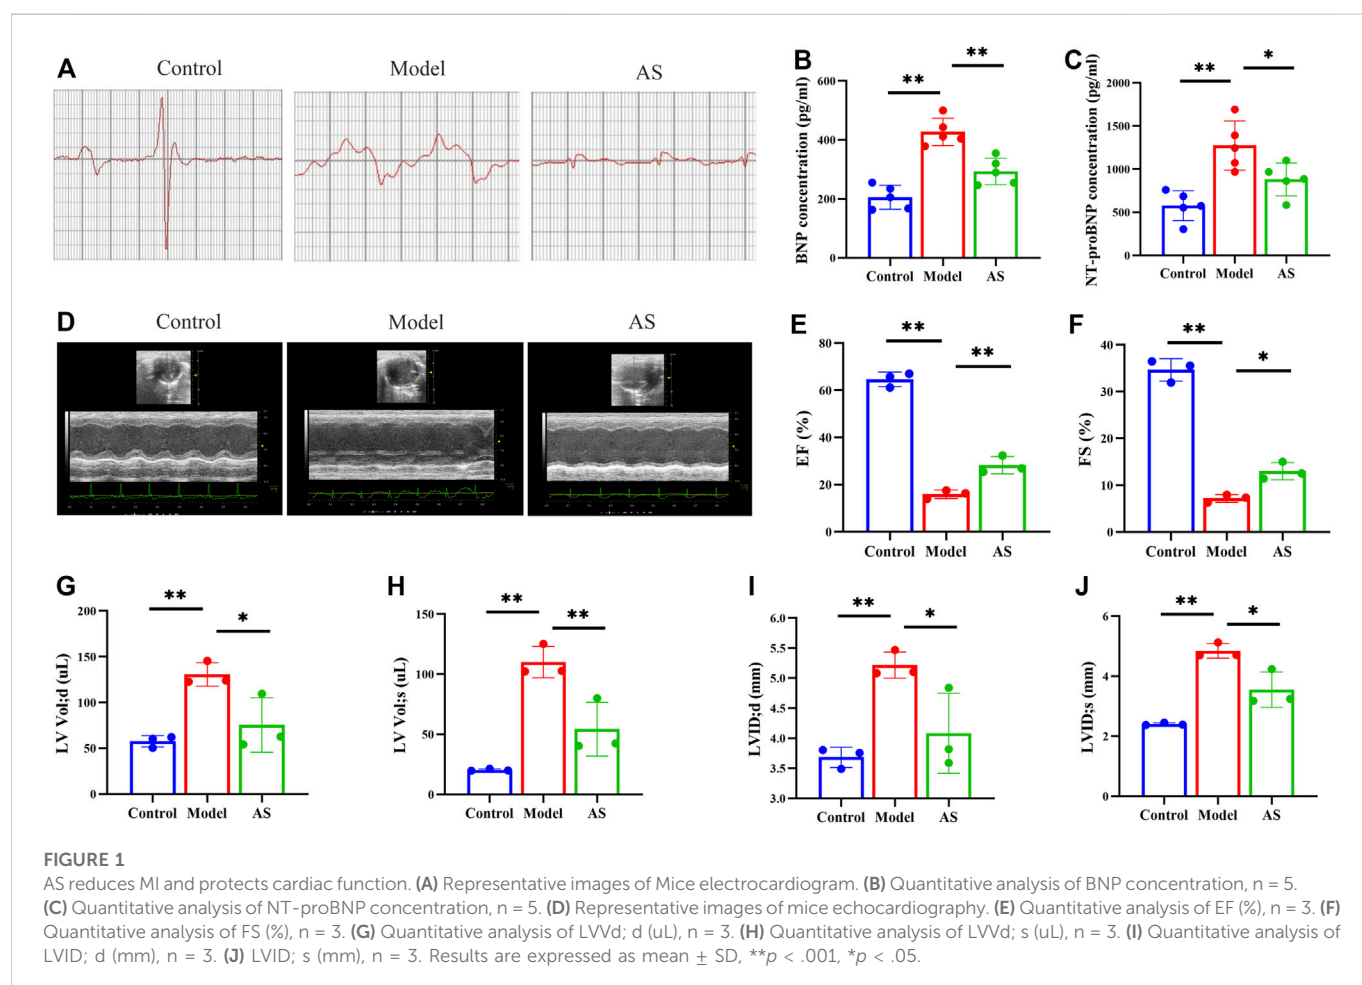 A
Control
Model
AS
B
BNP concentration (pg/ml)
600
400
200
0
**
**
Control
Model
AS
C
NT-proBNP concentration (pg/ml)
2000
1500
1000
500
0
**
*
Control
Model
AS
D
Control
Model
AS
E
EF (%)
80
60
40
20
0
**
**
Control
Model
AS
F
FS (%)
40
30
20
10
0
**
*
Control
Model
AS
G
LV Vol;d (uL)
200
150
100
50
0
**
*
Control
Model
AS
H
LV Vol;s (uL)
150
100
50
0
**
**
Control
Model
AS
I
LVID;d (mm)
6.0
5.5
5.0
4.5
4.0
3.5
3.0
**
*
Control
Model
AS
J
LVID;s (mm)
6
4
2
0
**
*
Control
Model
AS
FIGURE 1
AS reduces MI and protects cardiac function. (A) Representative images of Mice electrocardiogram. (B) Quantitative analysis of BNP concentration, n = 5.
(C) Quantitative analysis of NT-proBNP concentration, n = 5. (D) Representative images of mice echocardiography. (E) Quantitative analysis of EF (%), n = 3. (F)
Quantitative analysis of FS (%), n = 3. (G) Quantitative analysis of LVVd; d (uL), n = 3. (H) Quantitative analysis of LVVd; s (uL), n = 3. (I) Quantitative analysis of
LVID; d (mm), n = 3. (J) LVID; s (mm), n = 3. Results are expressed as mean ± SD, **p < .001, *p < .05.